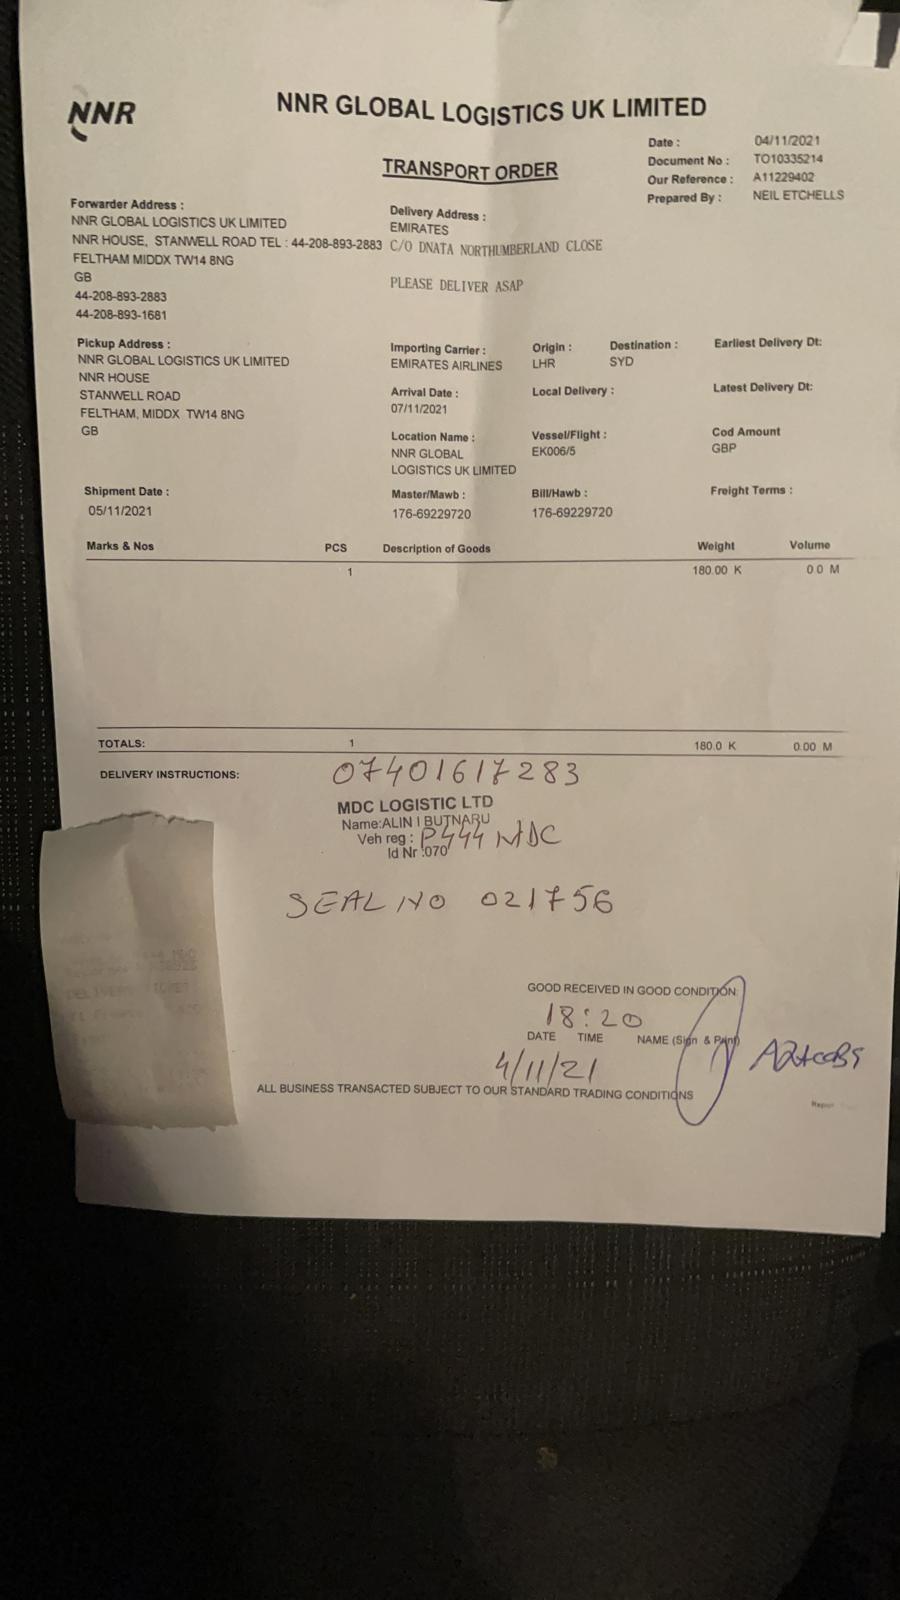 NNR
NNR GLOBAL LOGISTICS UK LIMITED
TRANSPORT ORDER
Date : 04/11/2021
Document No : TO10335214
Our Reference : A11229402
Prepared By : NEIL ETCHELLS
Forwarder Address :
NNR GLOBAL LOGISTICS UK LIMITED
NNR HOUSE, STANWELL ROAD TEL : 44-208-893-2883
FELTHAM MIDDX TW14 8NG
GB
44-208-893-2883
44-208-893-1681
Delivery Address :
EMIRATES
C/O DNATA NORTHUMBERLAND CLOSE
PLEASE DELIVER ASAP
Pickup Address :
NNR GLOBAL LOGISTICS UK LIMITED
NNR HOUSE
STANWELL ROAD
FELTHAM, MIDDX TW14 8NG
GB
Importing Carrier : Origin : Destination : Earliest Delivery Dt:
EMIRATES AIRLINES LHR SYD
Arrival Date : Local Delivery : Latest Delivery Dt:
07/11/2021
Location Name : Vessel/Flight : Cod Amount
NNR GLOBAL EK006/5 GBP
LOGISTICS UK LIMITED
Shipment Date : Master/Mawb : Bill/Hawb : Freight Terms :
05/11/2021 176-69229720 176-69229720
Marks & Nos PCS Description of Goods Weight Volume
1 180.00 K 0 0 M
TOTALS: 1 180.0 K 0.00 M
DELIVERY INSTRUCTIONS: 07401617283
MDC LOGISTIC LTD
Name:ALIN I BUTNARU
Veh reg : P444 MDC
Id Nr :070
SEAL NO 021756
DELIVERY TICKET
GOOD RECEIVED IN GOOD CONDITION:
18:20
DATE TIME NAME (Sign & Print)
4/11/21
ALL BUSINESS TRANSACTED SUBJECT TO OUR STANDARD TRADING CONDITIONS
Report